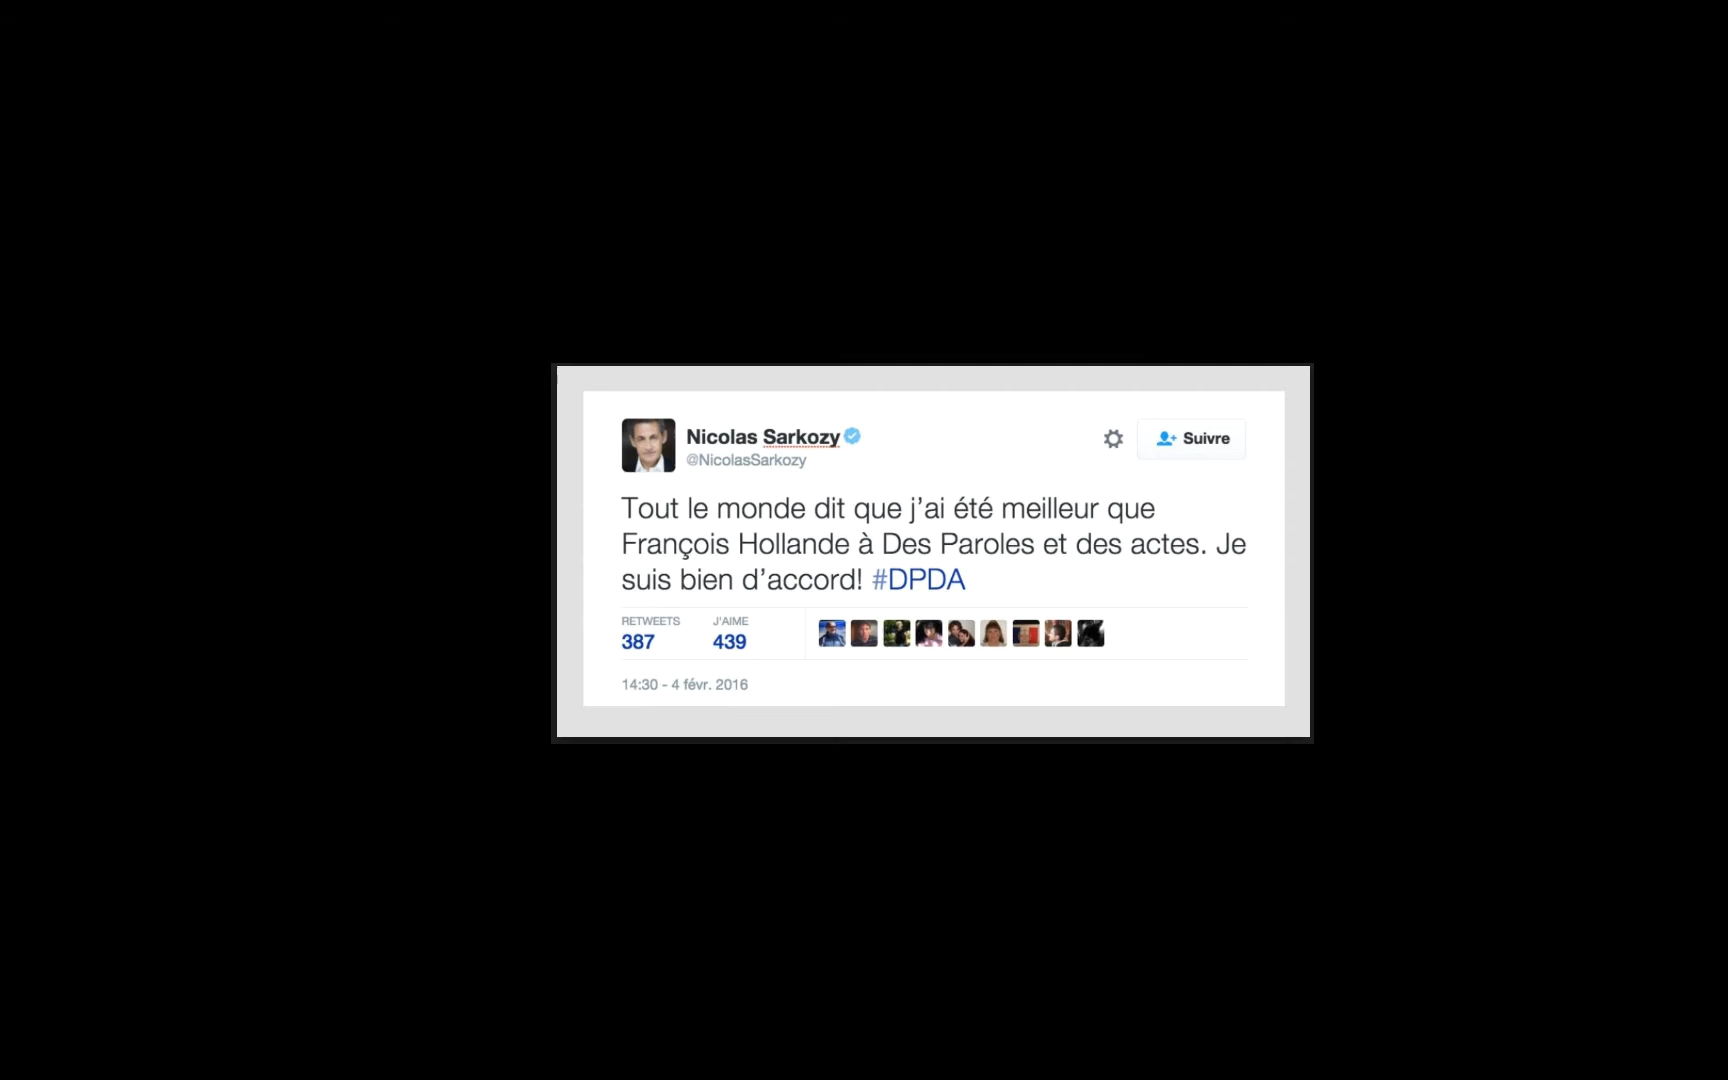 Nicolas Sarkozy
@NicolasSarkozy
Suivre
Tout le monde dit que j’ai été meilleur que
François Hollande à Des Paroles et des actes. Je
suis bien d’accord! #DPDA
RETWEETS J'AIME
387 439
14:30 - 4 févr. 2016